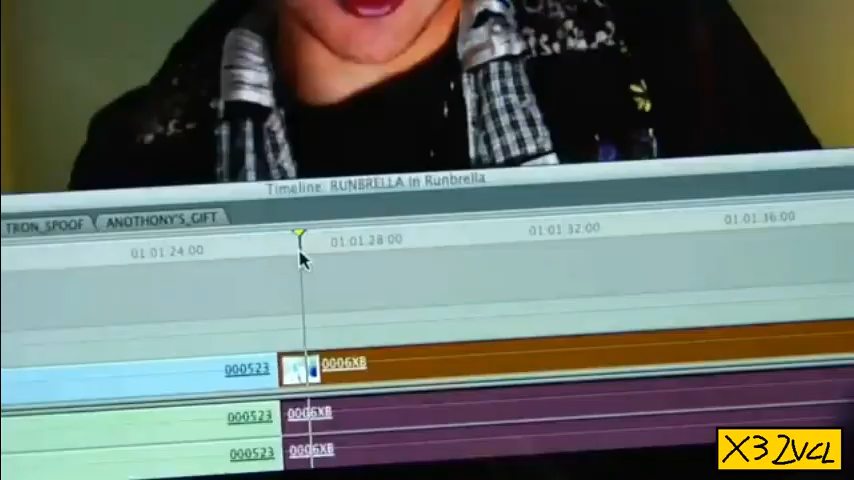 Timeline: RUNBRELLA in Runbrella
TRON_SPOOF ANOTHONY'S_GIFT
01:01:24:00 01:01:28:00 01:01:32:00 01:01:36:00
000523 0006XB
000523 0006XB
000523 0006XB
X32VCL